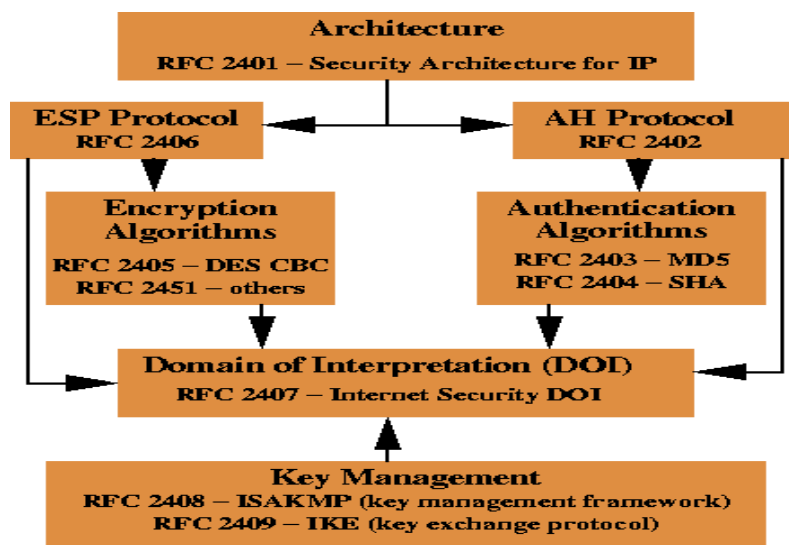 Architecture
RFC 2401 – Security Architecture for IP
ESP Protocol
RFC 2406
AH Protocol
RFC 2402
Encryption
Algorithms
RFC 2405 – DES CBC
RFC 2451 – others
Authentication
Algorithms
RFC 2403 – MD5
RFC 2404 – SHA
Domain of Interpretation (DOI)
RFC 2407 – Internet Security DOI
Key Management
RFC 2408 – ISAKMP (key management framework)
RFC 2409 – IKE (key exchange protocol)